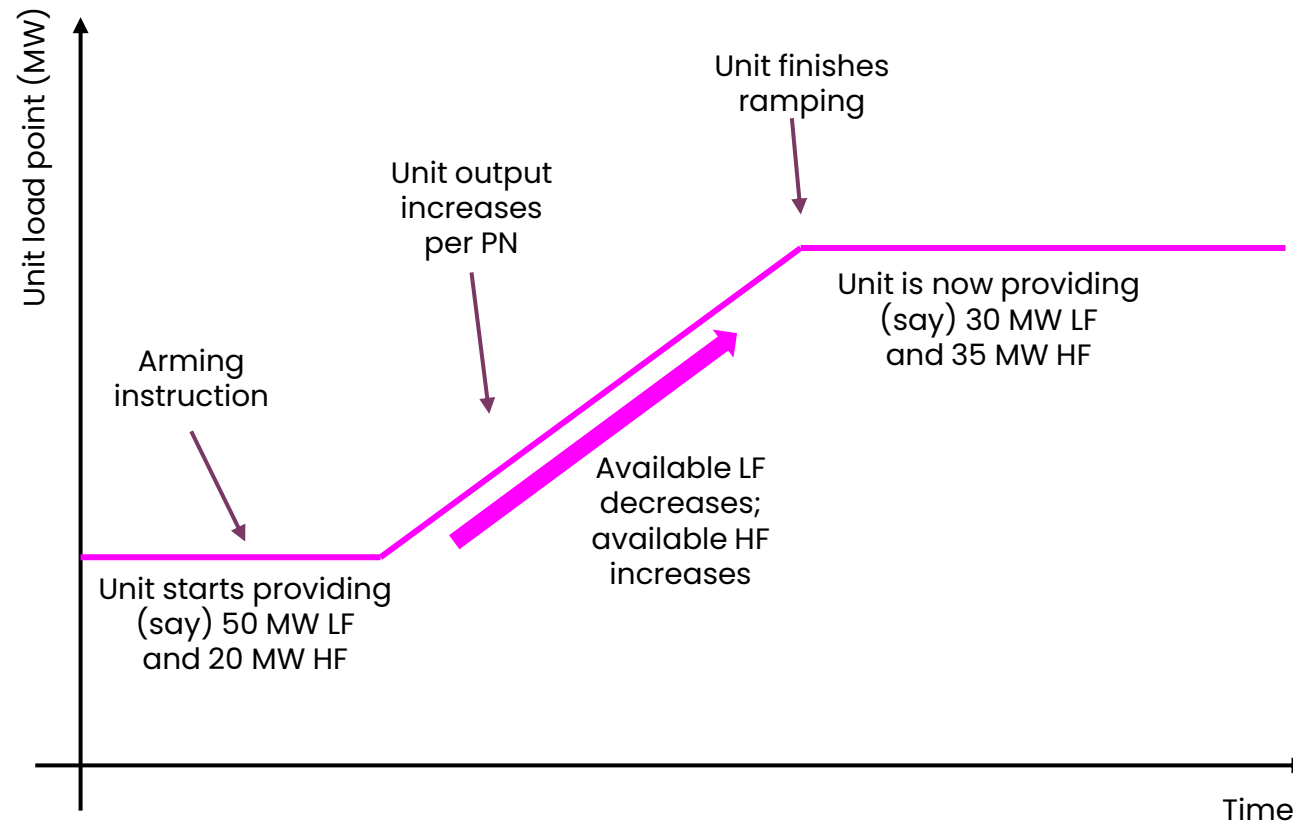 Unit load point (MW)
Unit finishes
ramping
Unit output
increases
per PN
Arming
instruction
Unit is now providing
(say) 30 MW LF
and 35 MW HF
Available LF
decreases;
available HF
increases
Unit starts providing
(say) 50 MW LF
and 20 MW HF
Time